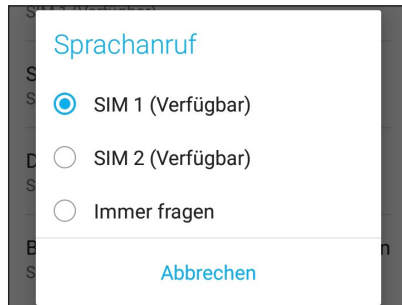 Sprachanruf
SIM 1 (Verfügbar)
SIM 2 (Verfügbar)
Immer fragen
Abbrechen